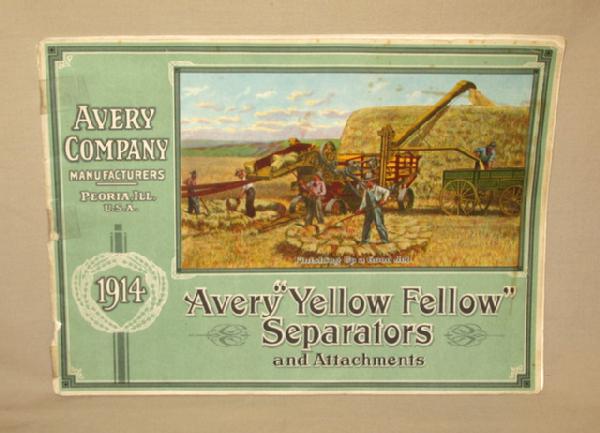 AVERY
COMPANY
MANUFACTURERS
PEORIA, ILL.
U.S.A.
1914
Finishing Up a Good Job.
Avery "Yellow Fellow"
Separators
and Attachments